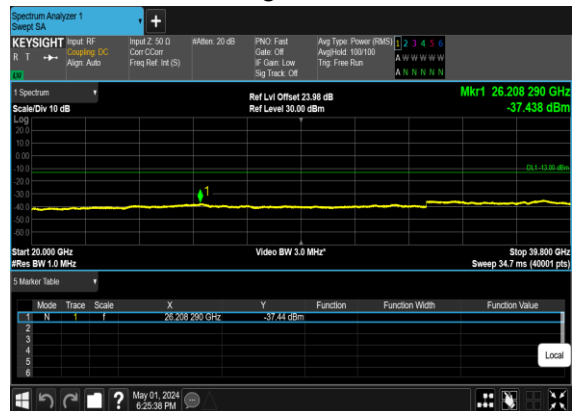 Spectrum Analyzer 1
Swept SA
+
KEYSIGHT Input: RF Input Z: 50 Ω #Atten: 20 dB PNO: Fast Avg Type: Power (RMS) 1 2 3 4 5 6
R T Coupling: DC Corr CCorr Gate: Off Avg|Hold: 100/100 A W W W W W
Align: Auto Freq Ref: Int (S) IF Gain: Low Trig: Free Run
Sig Track: Off A N N N N N
1 Spectrum Ref Lvl Offset 23.98 dB Mkr1 26.208 290 GHz
Scale/Div 10 dB Ref Level 30.00 dBm -37.438 dBm
Log
20.0
10.0
0.00
-10.0 DL1 -13.00 dBm
-20.0
-30.0 1
-40.0
-50.0
-60.0
Start 20.000 GHz Video BW 3.0 MHz* Stop 39.800 GHz
#Res BW 1.0 MHz Sweep 34.7 ms (40001 pts)
5 Marker Table
Mode Trace Scale X Y Function Function Width Function Value
1 N 1 f 26.208 290 GHz -37.44 dBm
2
3
4
5
6
Local
? May 01, 2024
6:25:38 PM